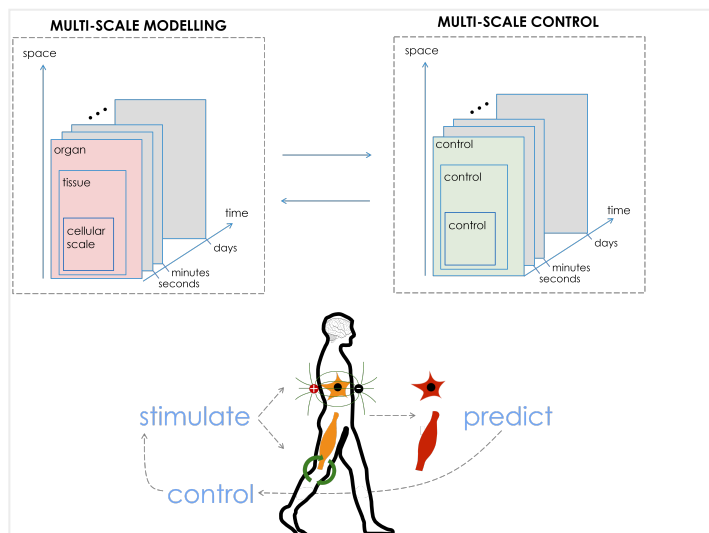 MULTI-SCALE MODELLING
space
organ
tissue
cellular
scale
time
days
minutes
seconds
MULTI-SCALE CONTROL
space
control
control
control
time
days
minutes
seconds
stimulate
predict
control